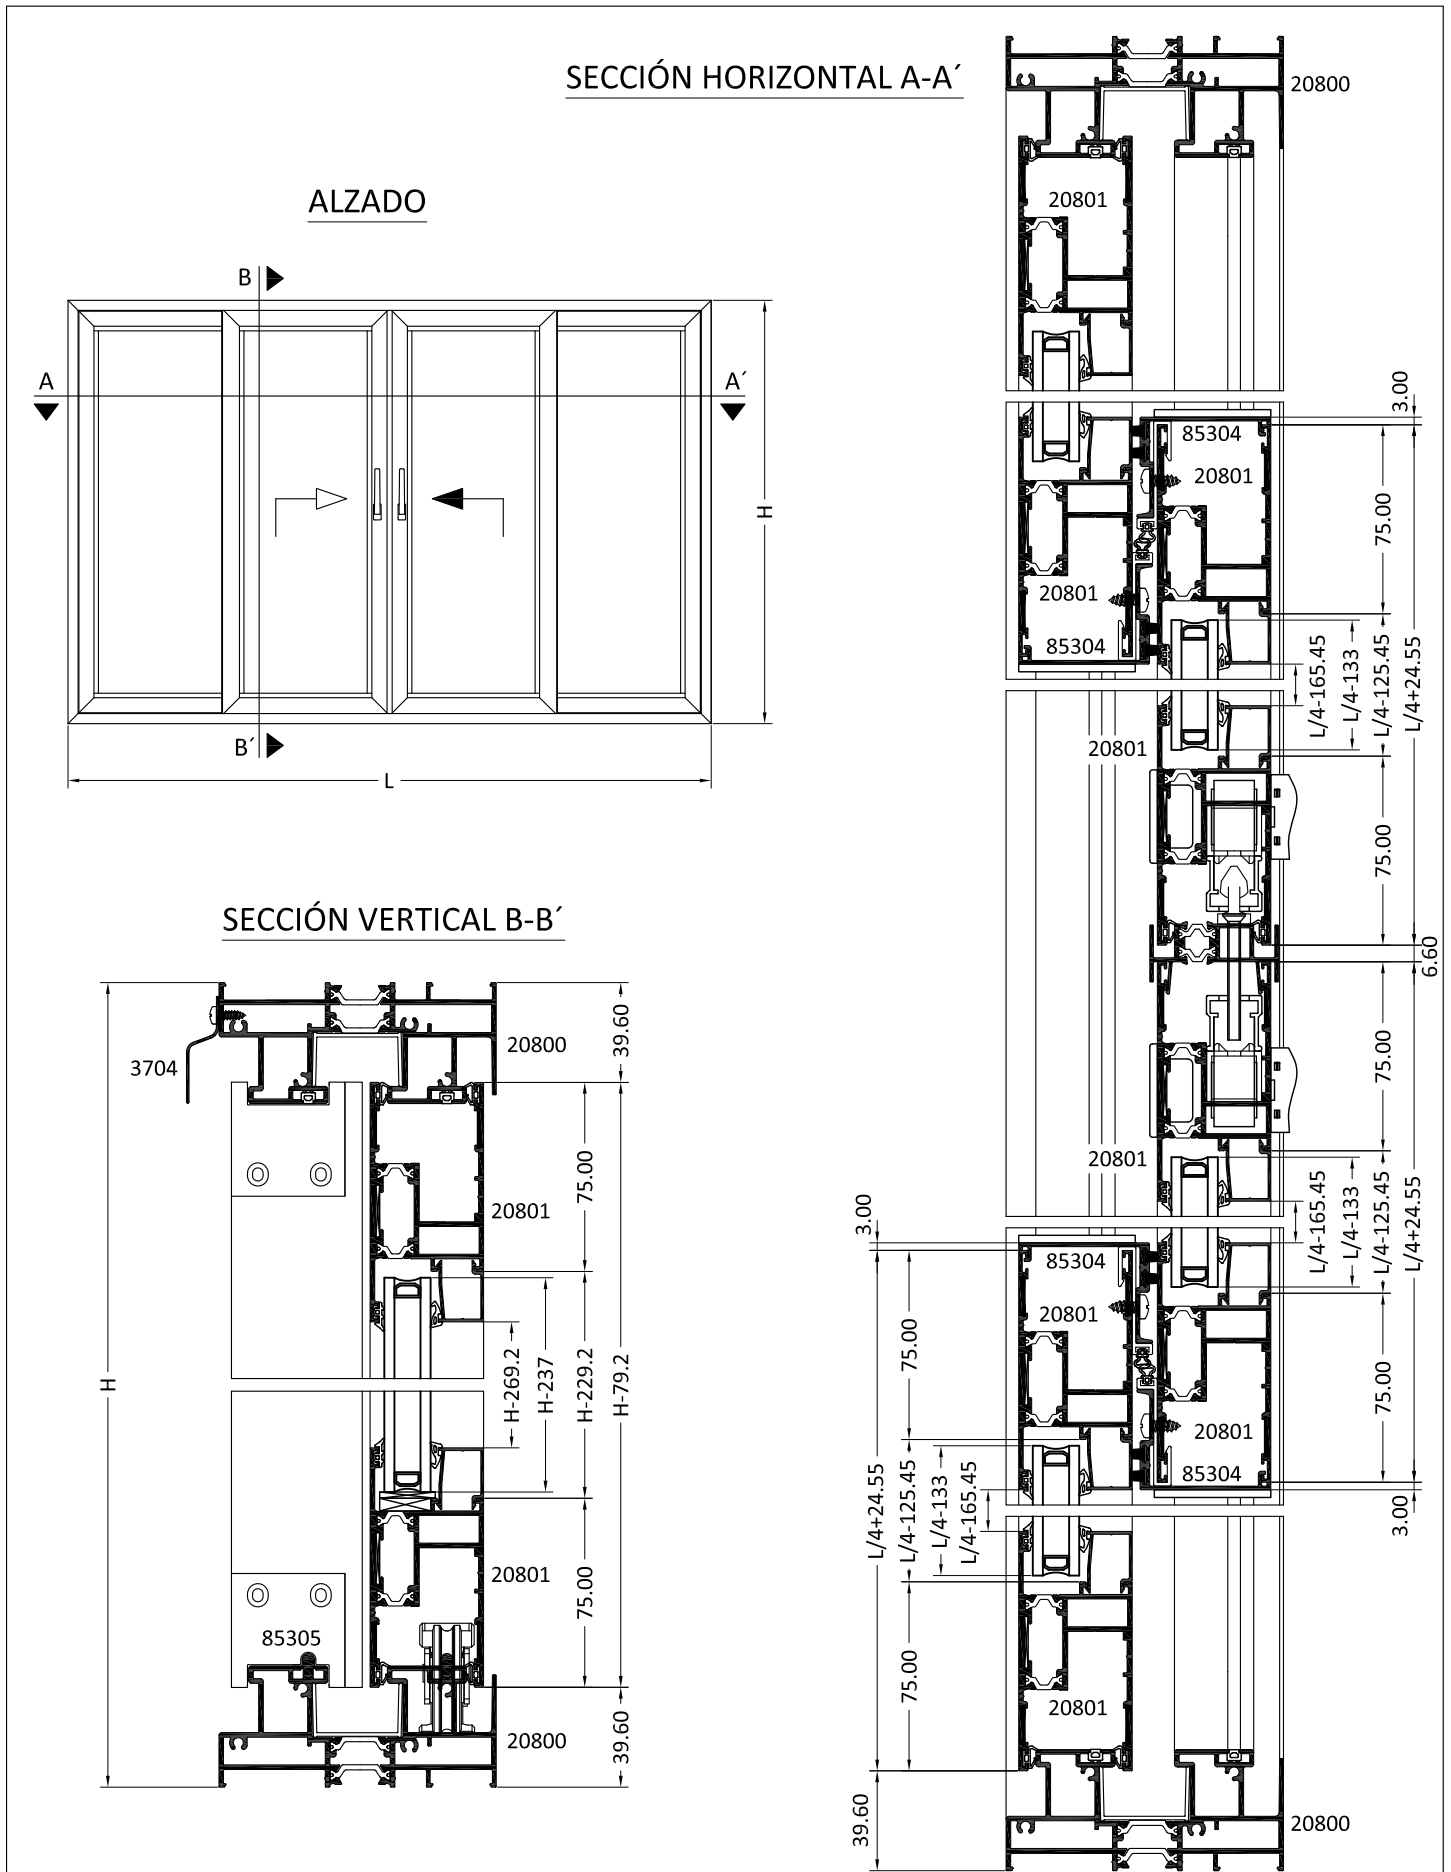 SECCIÓN HORIZONTAL A-A´
20800
20801
ALZADO
B
A
A´
H
B´
L
3.00
85304
20801
75.00
20801
85304
L/4-165.45
L/4-133
L/4-125.45
L/4+24.55
20801
75.00
6.60
75.00
20801
L/4-165.45
L/4-133
L/4-125.45
L/4+24.55
3.00
85304
20801
75.00
75.00
20801
85304
3.00
L/4+24.55
L/4-125.45
L/4-133
L/4-165.45
75.00
20801
39.60
20800
SECCIÓN VERTICAL B-B´
39.60
20800
3704
75.00
20801
H
H-269.2
H-237
H-229.2
H-79.2
20801
75.00
85305
20800
39.60